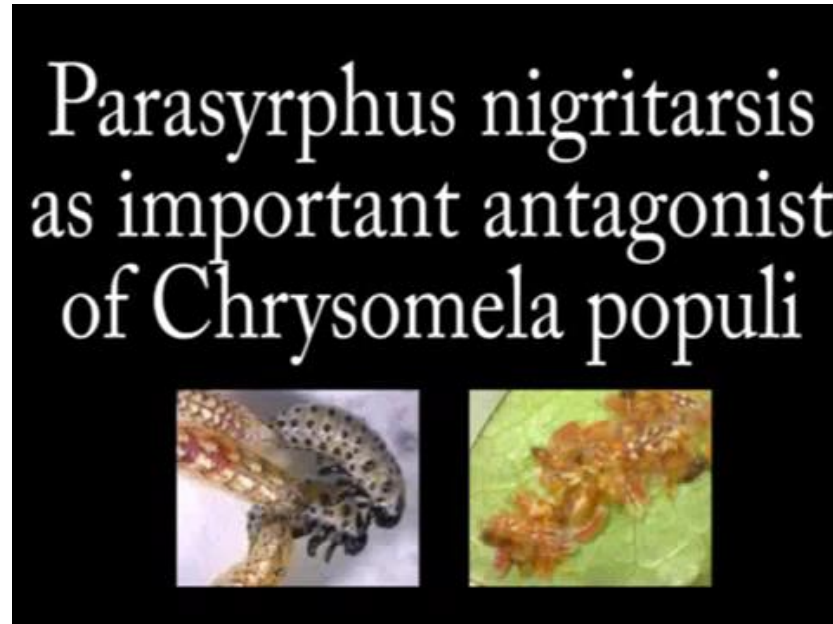 Parasyrphus nigritarsis
as important antagonist
of Chrysomela populi